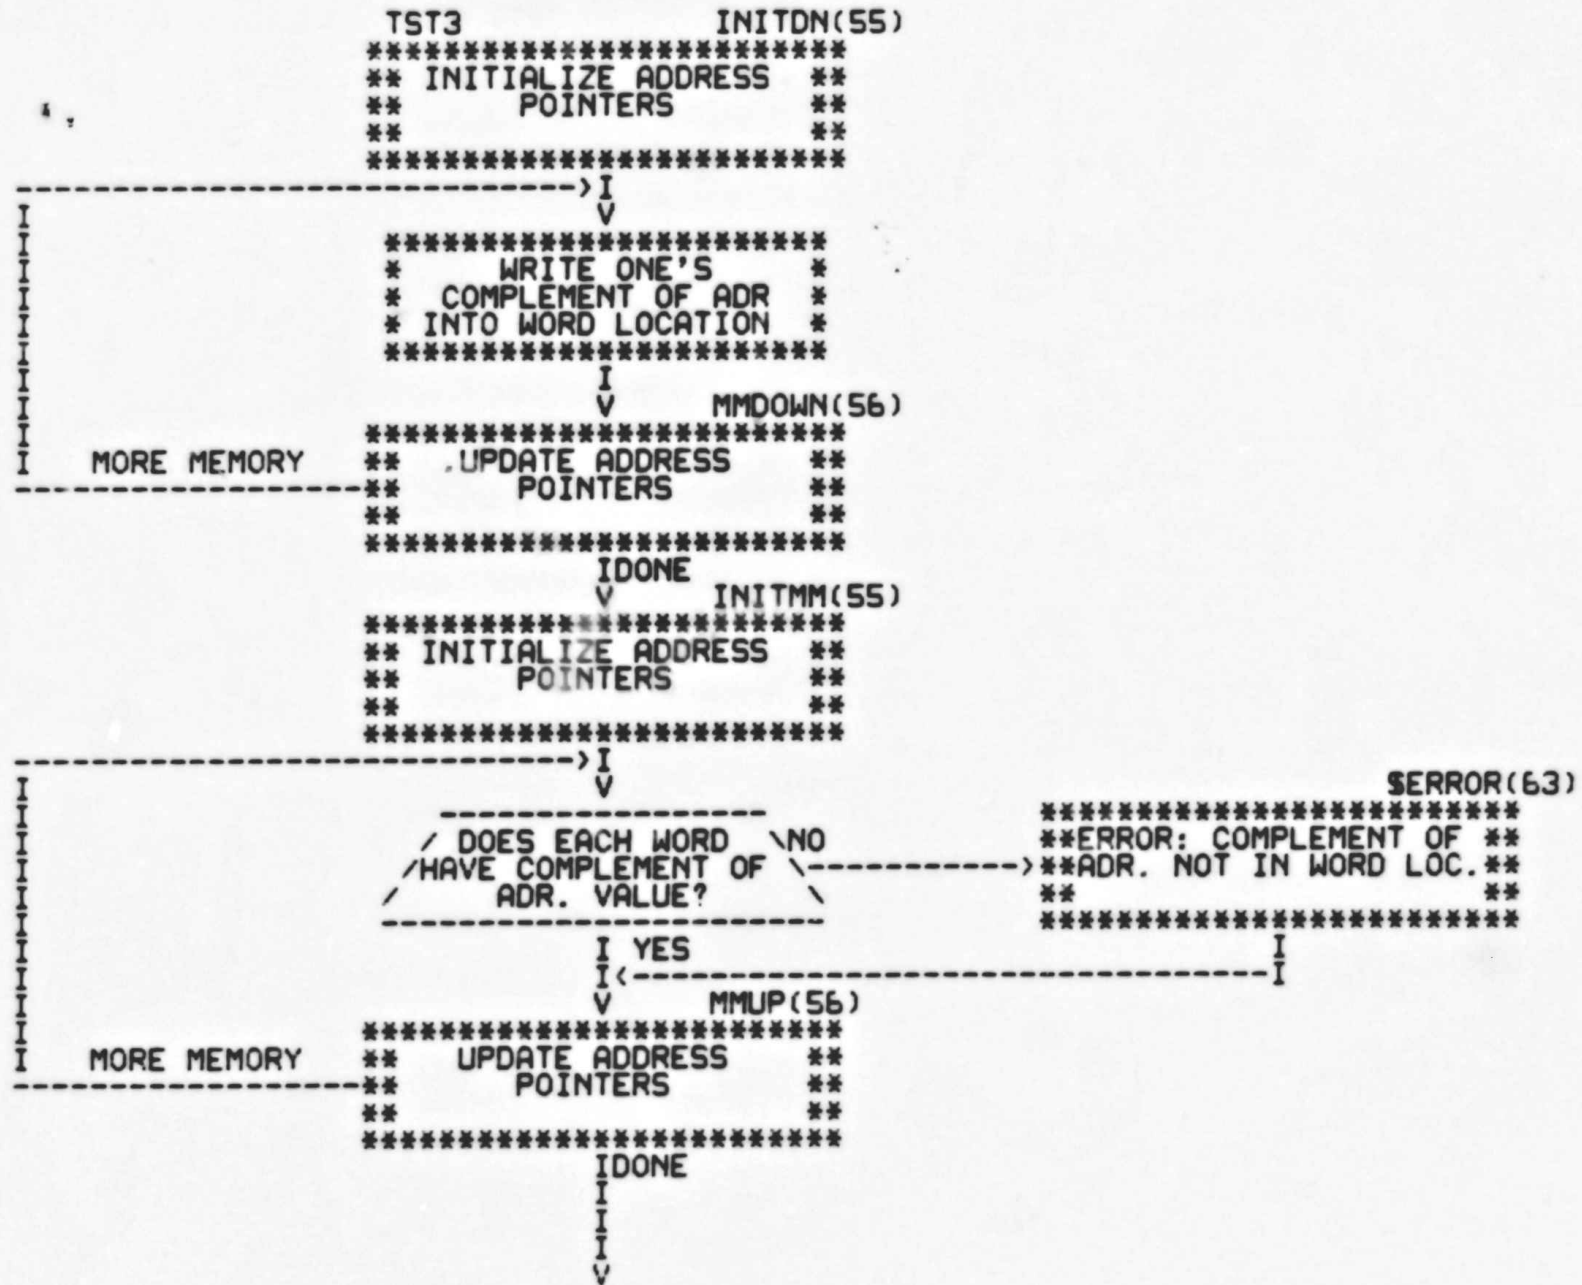 TST3 INITDN(55)
*************************
** INITIALIZE ADDRESS **
** POINTERS **
** **
*************************
----------------------------->I
I V
***********************
* WRITE ONE'S *
* COMPLEMENT OF ADR *
* INTO WORD LOCATION *
***********************
I
V MMDOWN(56)
*************************
I MORE MEMORY ** UPDATE ADDRESS **
------------------** POINTERS **
** **
*************************
IDONE
V INITMM(55)
*************************
** INITIALIZE ADDRESS **
** POINTERS **
** **
*************************
----------------------------->I
I V
$ERROR(63)
----------------- *************************
/ DOES EACH WORD \NO **ERROR: COMPLEMENT OF **
/HAVE COMPLEMENT OF \----------->**ADR. NOT IN WORD LOC.**
/ ADR. VALUE? \ ** **
----------------------- *************************
I YES I
I<---------------------------------I
V MMUP(56)
*************************
I MORE MEMORY ** UPDATE ADDRESS **
------------------** POINTERS **
** **
*************************
IDONE
I
I
I
V